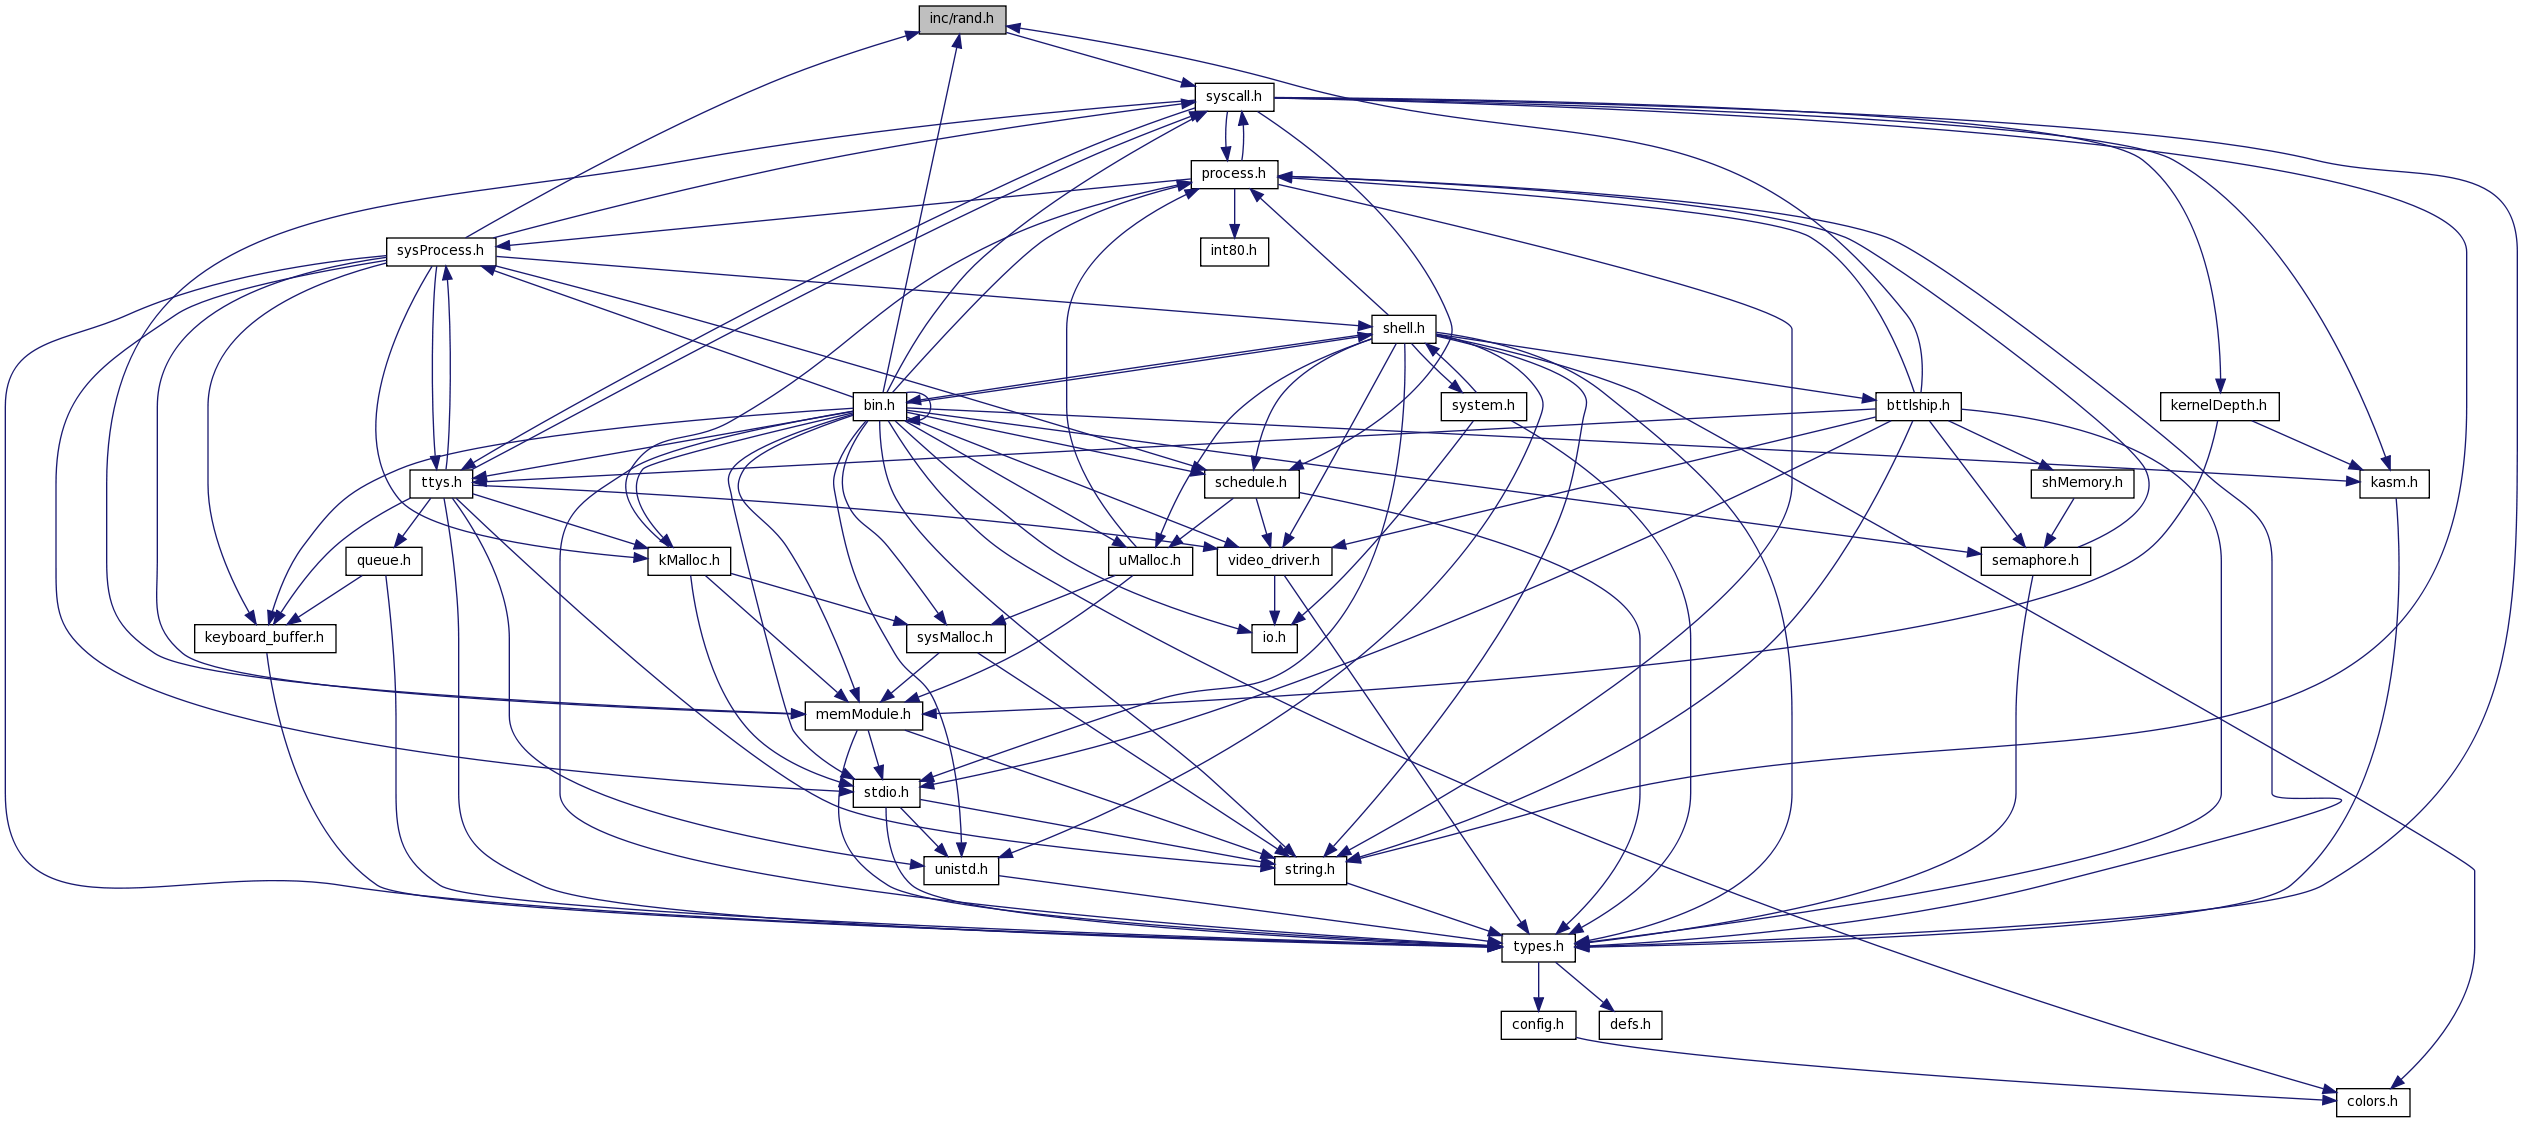 inc/rand.h
syscall.h
process.h
sysProcess.h
int80.h
shell.h
bin.h
system.h
bttlship.h
kernelDepth.h
ttys.h
schedule.h
shMemory.h
kasm.h
queue.h
kMalloc.h
uMalloc.h
video_driver.h
semaphore.h
keyboard_buffer.h
sysMalloc.h
io.h
memModule.h
stdio.h
unistd.h
string.h
types.h
config.h
defs.h
colors.h